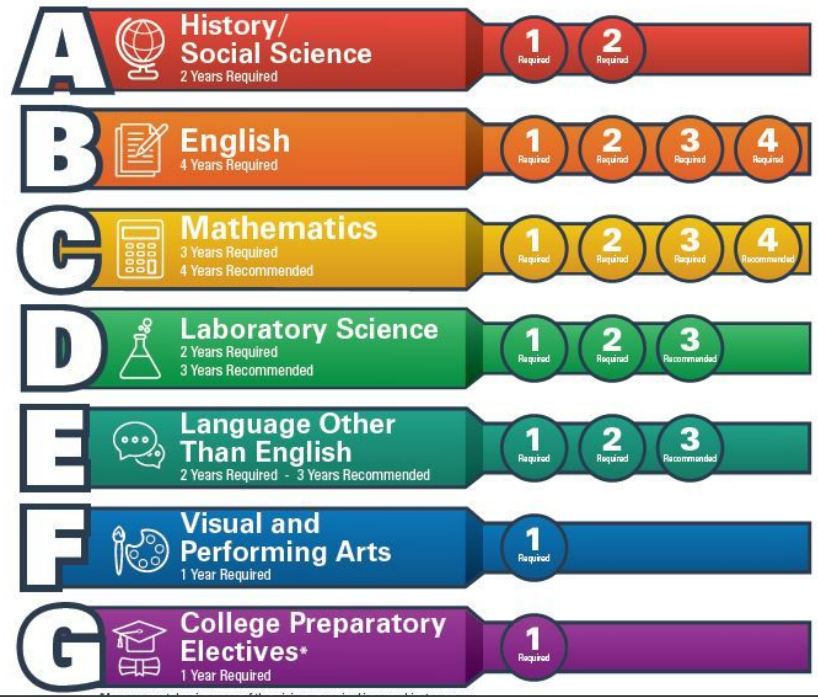 A
History/
Social Science
2 Years Required
1
Required
2
Required
B
English
4 Years Required
1
Required
2
Required
3
Required
4
Required
C
Mathematics
3 Years Required
4 Years Recommended
1
Required
2
Required
3
Required
4
Recommended
D
Laboratory Science
2 Years Required
3 Years Recommended
1
Required
2
Required
3
Recommended
E
Language Other
Than English
2 Years Required - 3 Years Recommended
1
Required
2
Required
3
Recommended
F
Visual and
Performing Arts
1 Year Required
1
Required
G
College Preparatory
Electives*
1 Year Required
1
Required